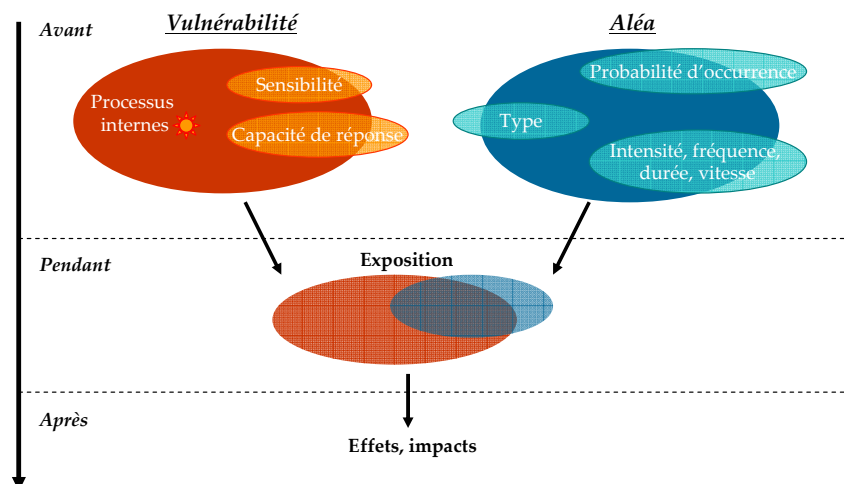 Avant
Vulnérabilité
Aléa
Sensibilité
Probabilité d'occurrence
Processus
internes
Capacité de réponse
Type
Intensité, fréquence,
durée, vitesse
Pendant
Exposition
Après
Effets, impacts